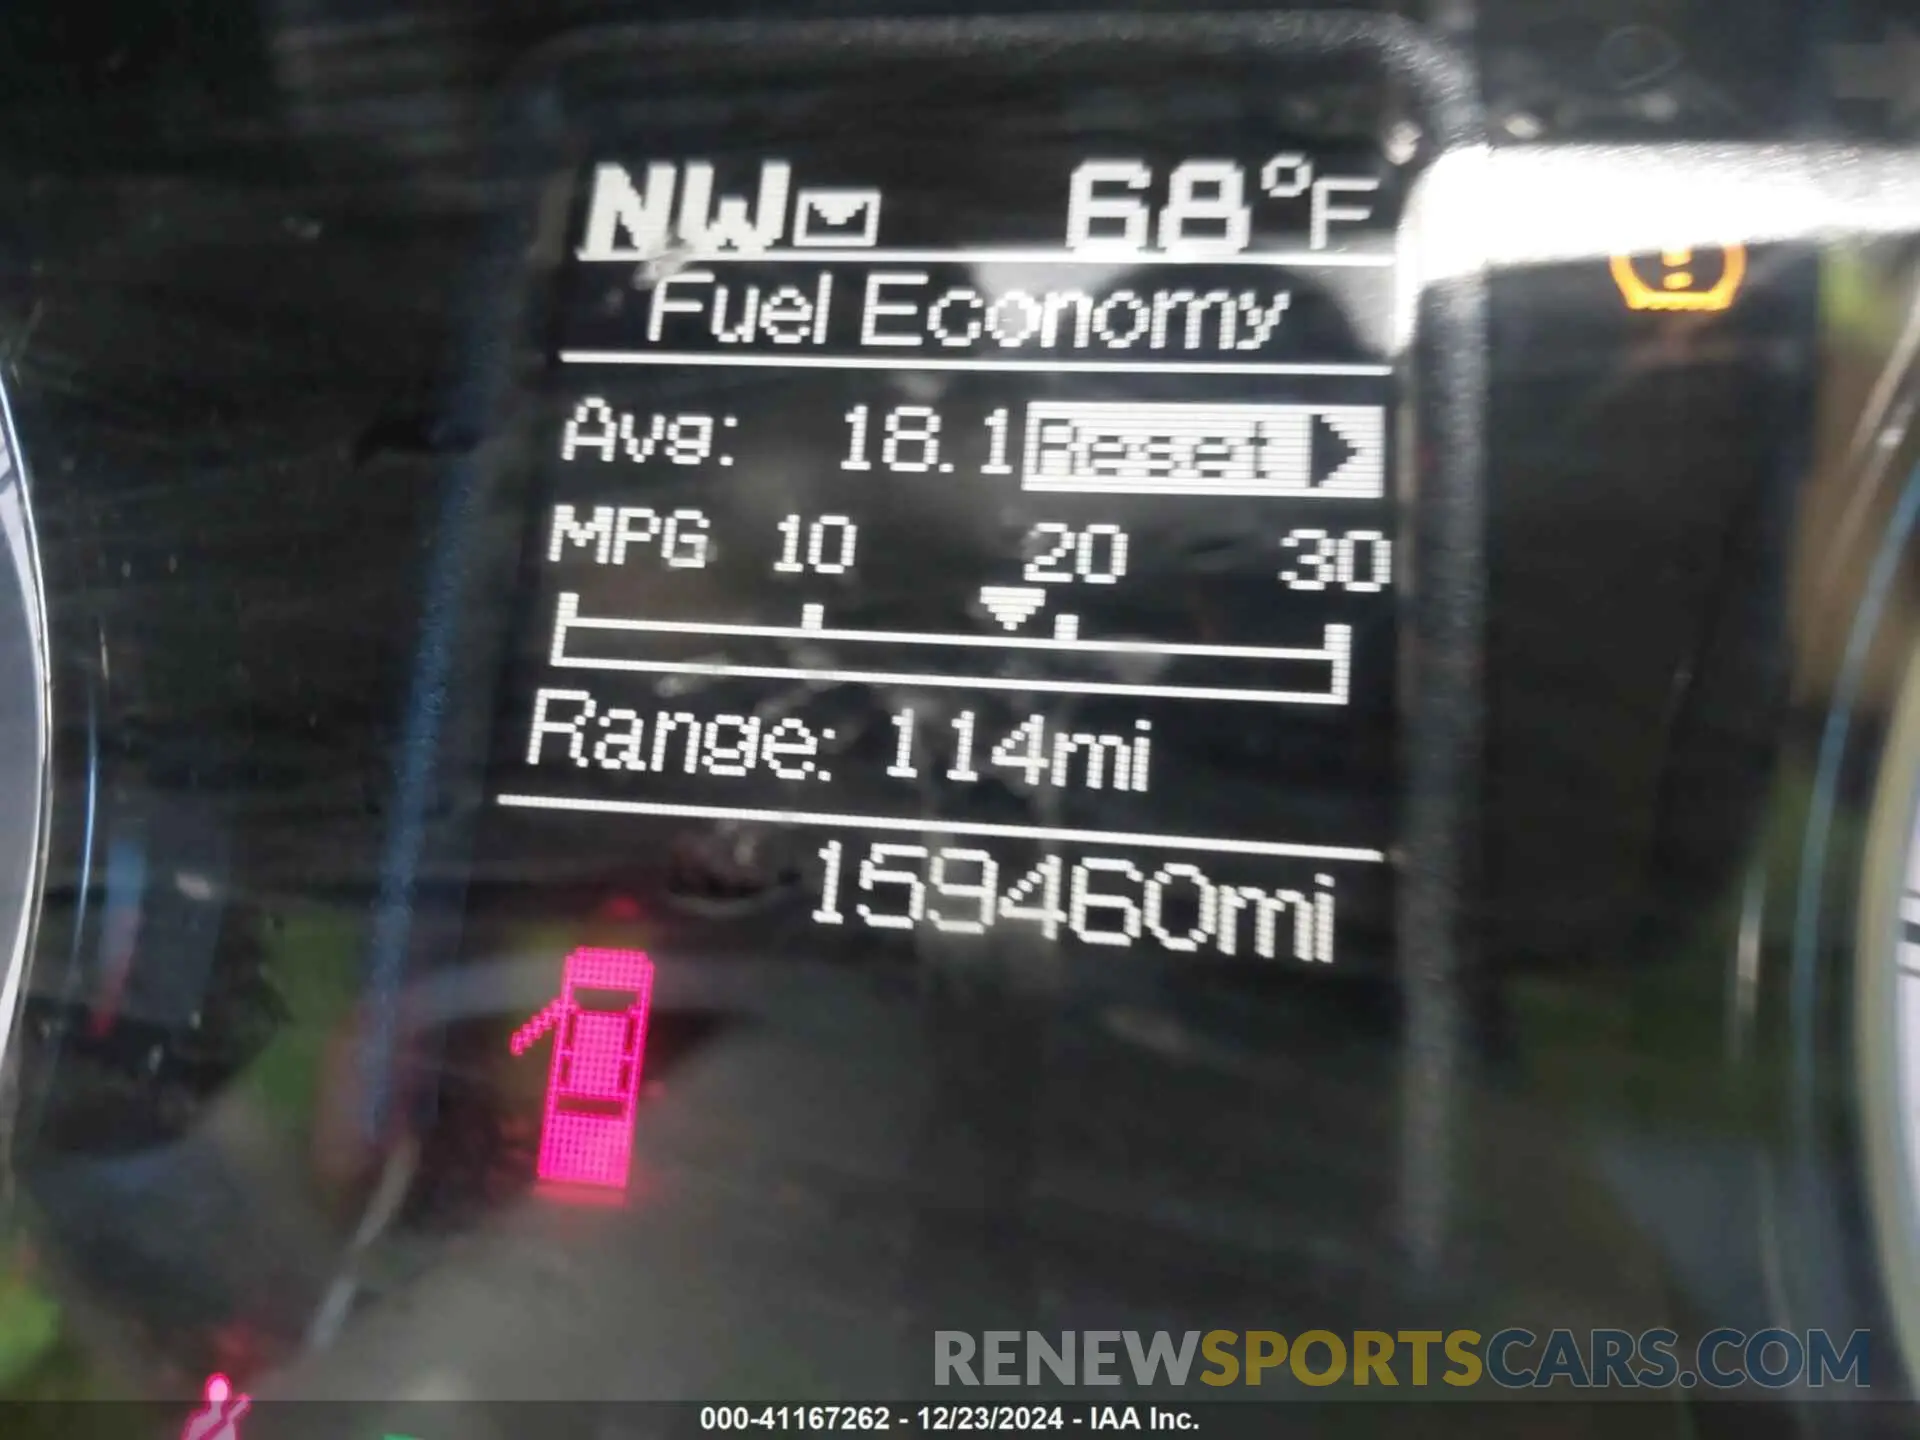 NW 68°F
Fuel Economy
Avg: 18.1 Reset
MPG 10 20 30
Range: 114mi
159460mi
RENEWSPORTSCARS.COM
000-41167262 - 12/23/2024 - IAA Inc.